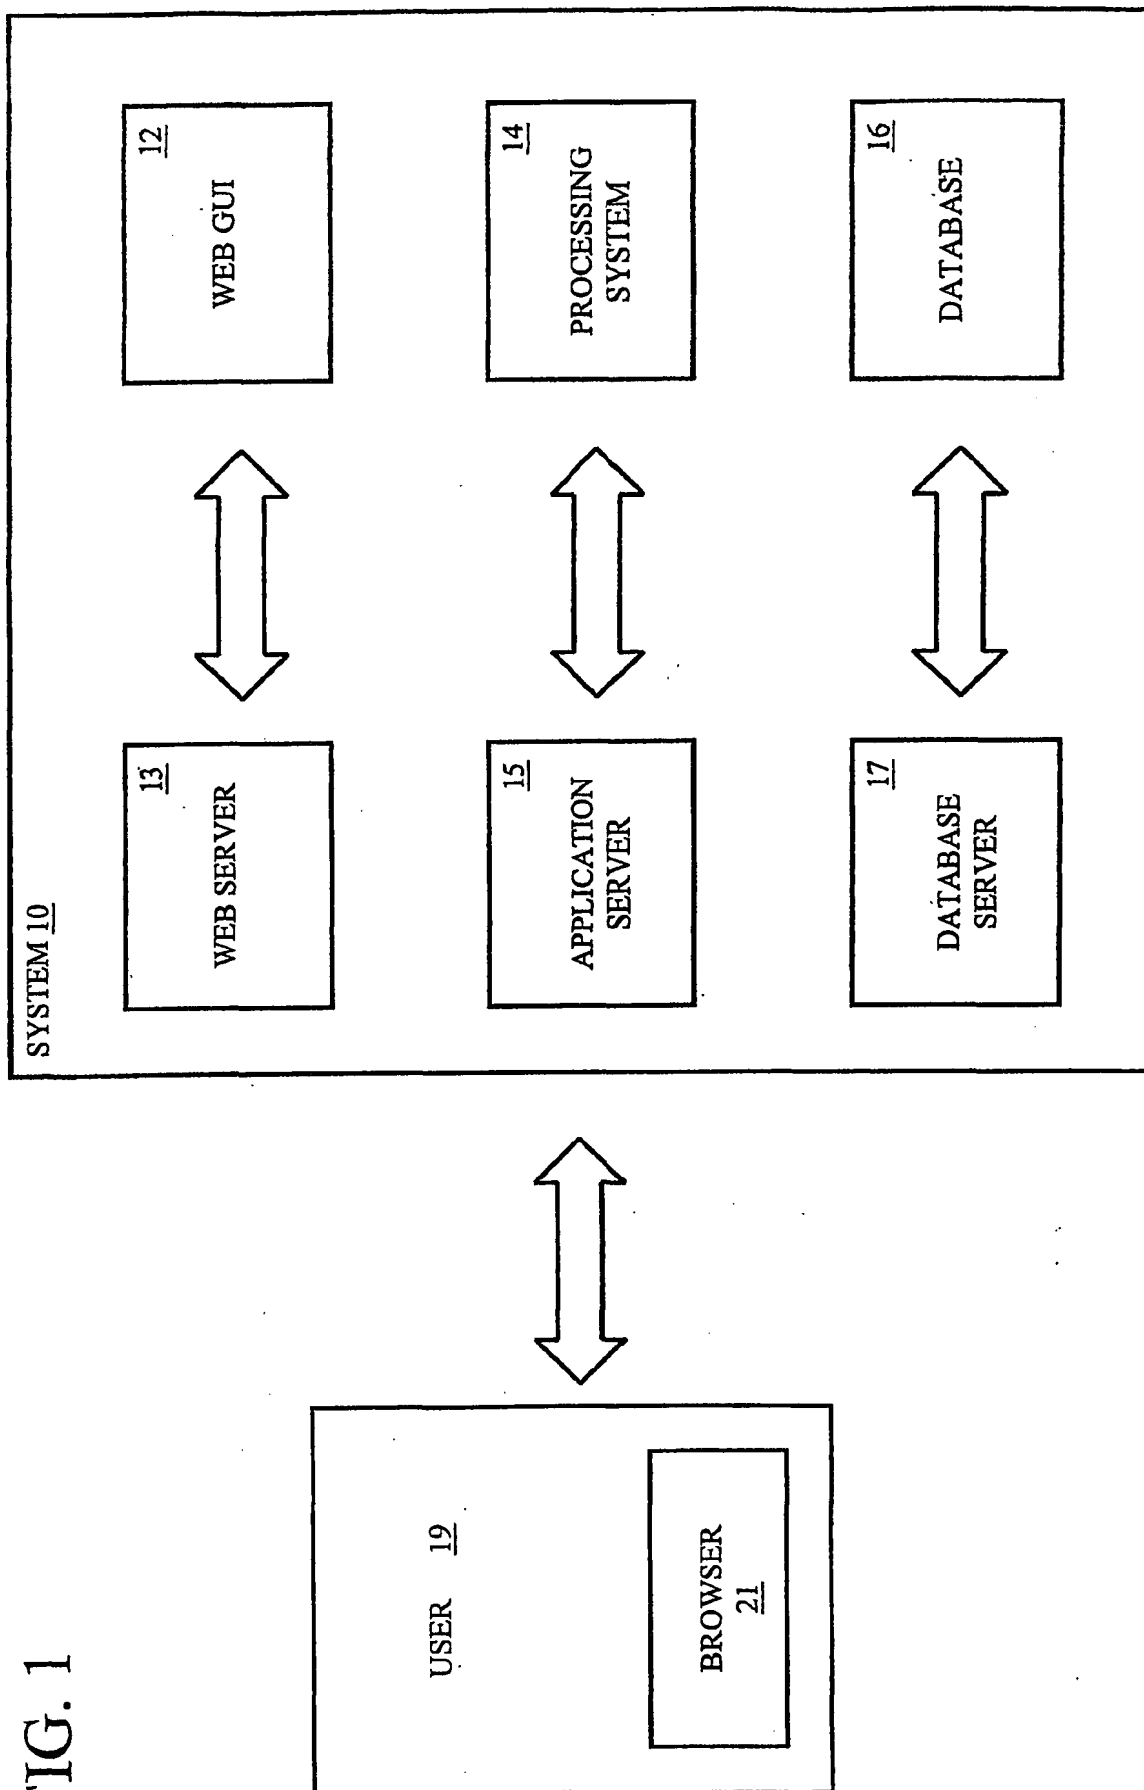 FIG. 1
USER 19
BROWSER
21
SYSTEM 10
13
WEB SERVER
12
WEB GUI
15
APPLICATION
SERVER
14
PROCESSING
SYSTEM
17
DATABASE
SERVER
16
DATABASE